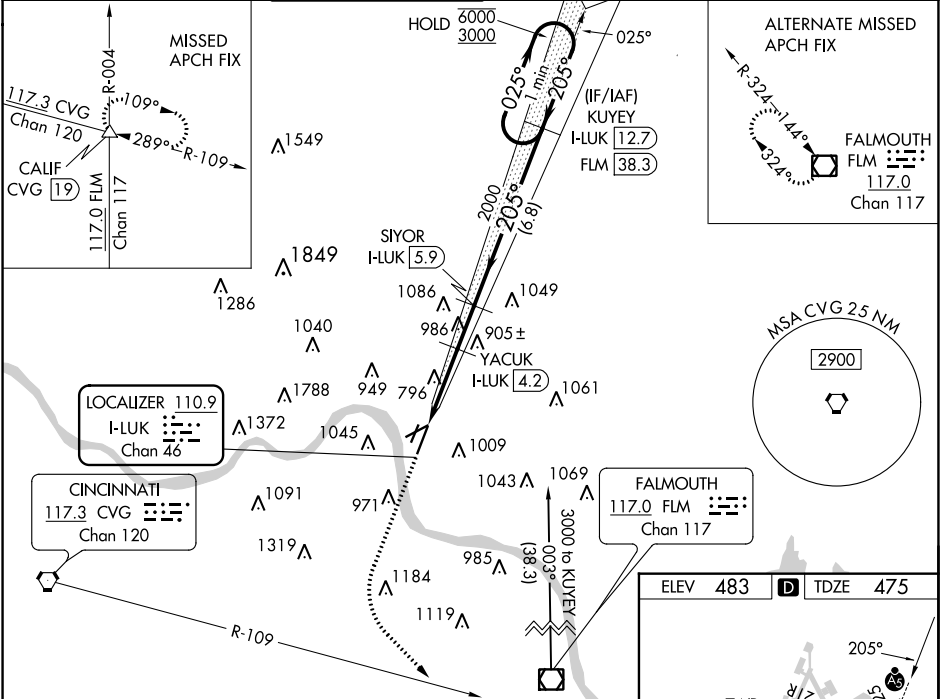 MISSED
APCH FIX
R-004
109°
289°
R-109
117.3 CVG
Chan 120
CALIF
CVG 19
117.0 FLM
Chan 117
HOLD 6000
3000
025°
025°
1 min
205°
(IF/IAF)
KUYEY
I-LUK 12.7
FLM 38.3
2000
205°
(6.8)
ALTERNATE MISSED
APCH FIX
R-324
144°
324°
FALMOUTH
FLM
117.0
Chan 117
1549
1849
1286
SIYOR
I-LUK 5.9
1086
1049
1040
986
905±
YACUK
I-LUK 4.2
949
796
1788
1061
MSA CVG 25 NM
2900
LOCALIZER 110.9
I-LUK
Chan 46
1372
1045
1009
CINCINNATI
117.3 CVG
Chan 120
1091
971
1043
1069
FALMOUTH
117.0 FLM
Chan 117
1319
985
3000 to KUYEY
003°
(38.3)
1184
1119
R-109
ELEV 483 D TDZE 475
205°
A5